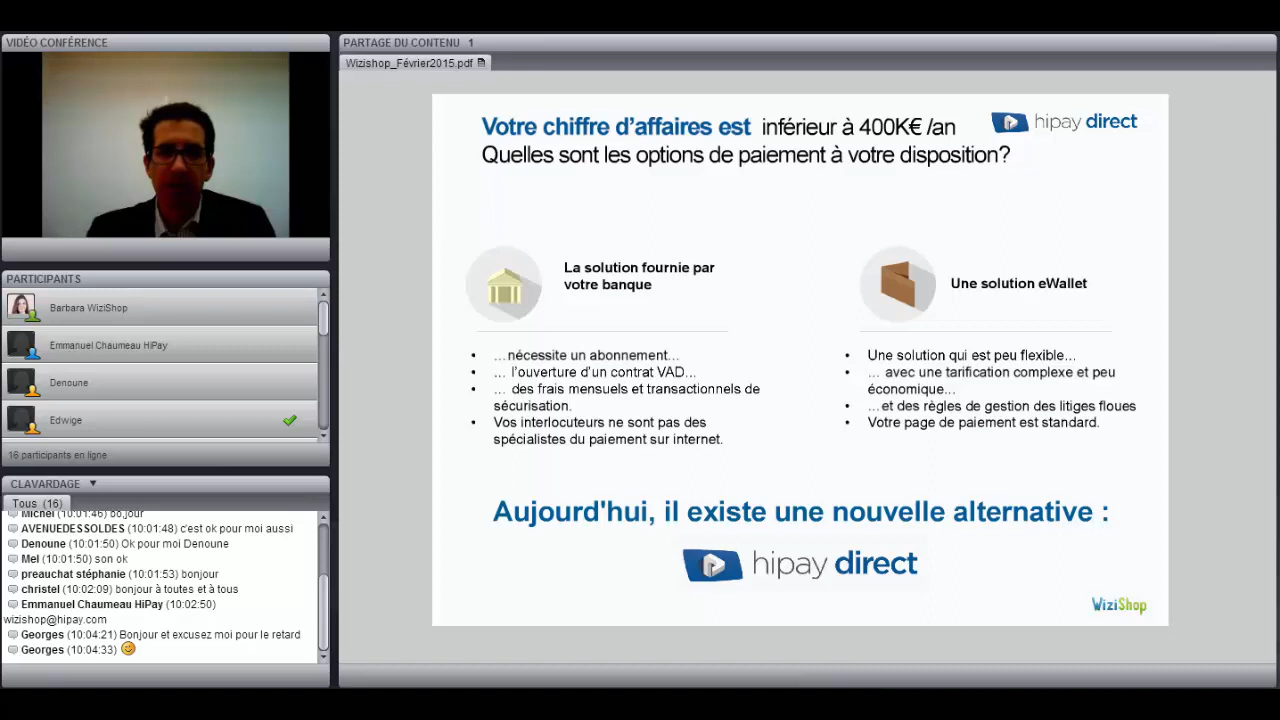 VIDÉO CONFÉRENCE
PARTICIPANTS
Barbara WiziShop
Emmanuel Chaumeau HiPay
Denoune
Edwige
16 participants en ligne
CLAVARDAGE
Tous (16)
Michel (10:01:46) bonjour
AVENUEDESSOLDES (10:01:48) c'est ok pour moi aussi
Denoune (10:01:50) Ok pour moi Denoune
Mel (10:01:50) son ok
preauchat stéphanie (10:01:53) bonjour
christel (10:02:09) bonjour à toutes et à tous
Emmanuel Chaumeau HiPay (10:02:50)
wizishop@hipay.com
Georges (10:04:21) Bonjour et excusez moi pour le retard
Georges (10:04:33)
PARTAGE DU CONTENU 1
Wizishop_Février2015.pdf
Votre chiffre d'affaires est inférieur à 400K€ /an
hipay direct
Quelles sont les options de paiement à votre disposition?
La solution fournie par
votre banque
• …nécessite un abonnement…
• … l'ouverture d'un contrat VAD…
• … des frais mensuels et transactionnels de
sécurisation.
• Vos interlocuteurs ne sont pas des
spécialistes du paiement sur internet.
Une solution eWallet
• Une solution qui est peu flexible…
• … avec une tarification complexe et peu
économique…
• …et des règles de gestion des litiges floues
• Votre page de paiement est standard.
Aujourd'hui, il existe une nouvelle alternative :
hipay direct
WiziShop